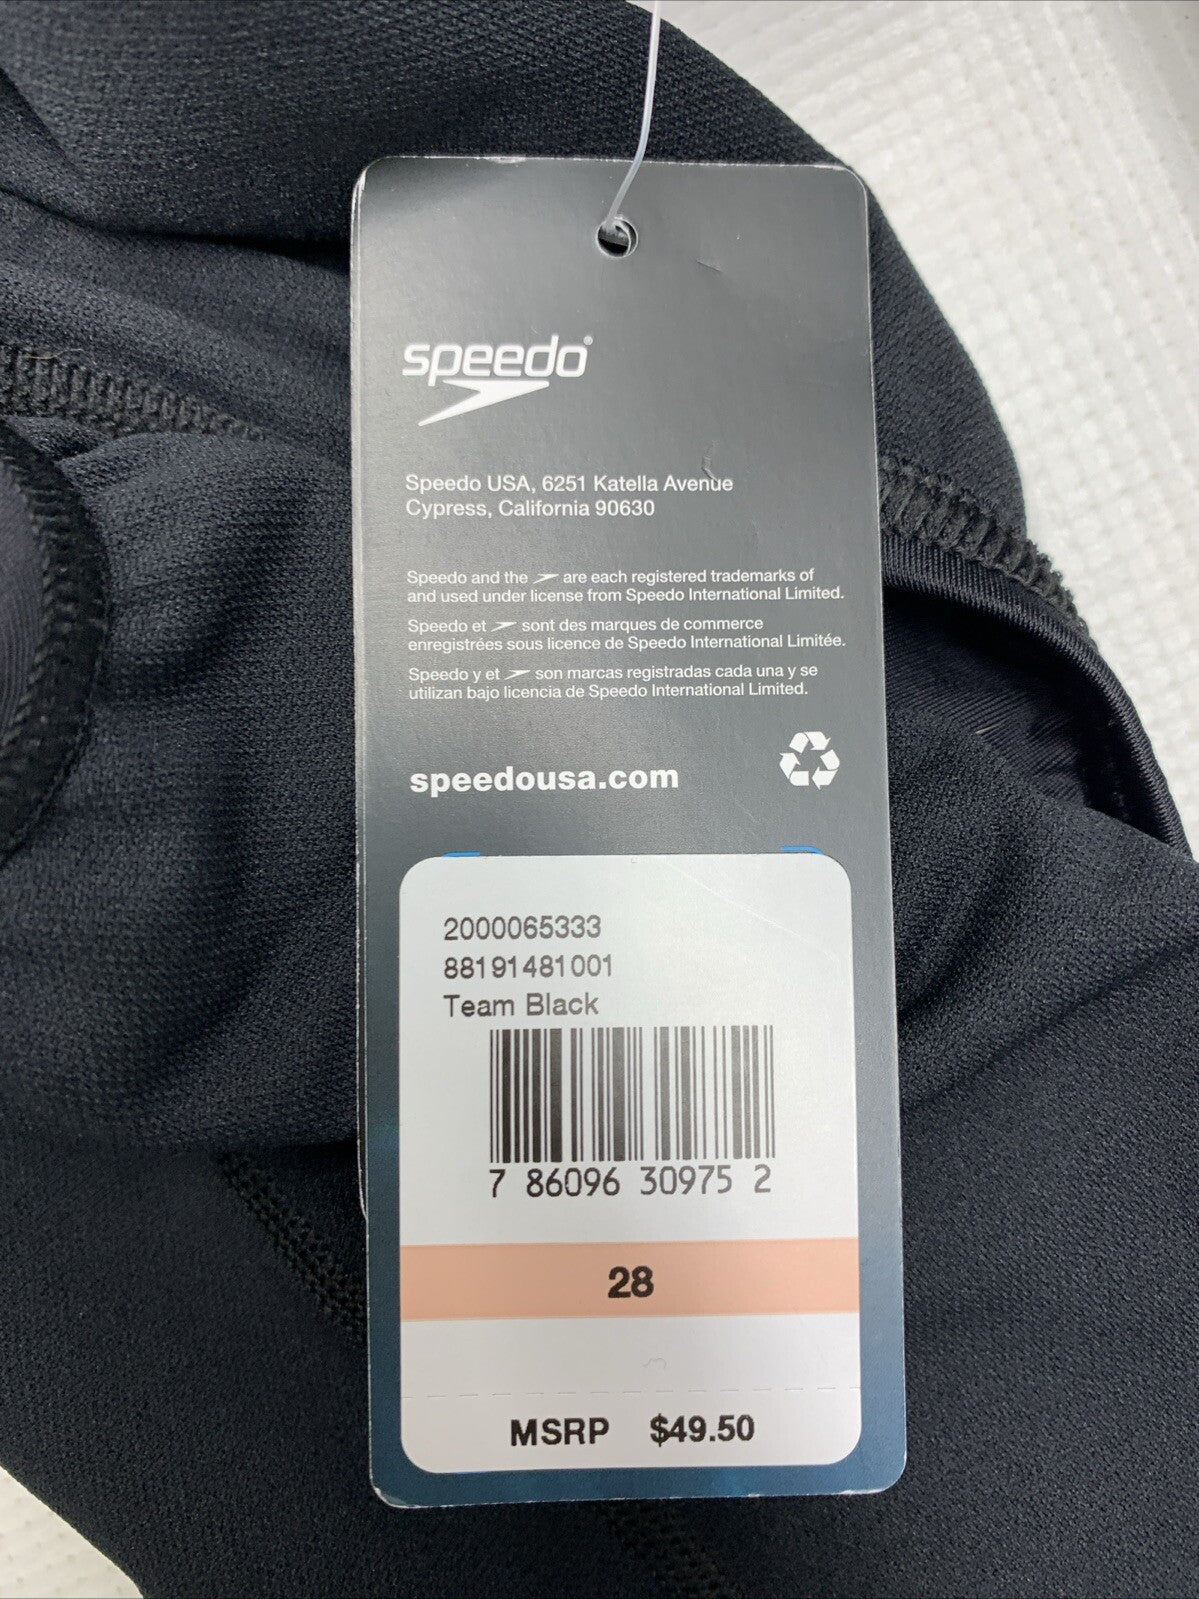 speedo®
Speedo USA, 6251 Katella Avenue
Cypress, California 90630
Speedo and the are each registered trademarks of
and used under license from Speedo International Limited.
Speedo et sont des marques de commerce
enregistrées sous licence de Speedo International Limitée.
Speedo y et son marcas registradas cada una y se
utilizan bajo licencia de Speedo International Limited.
speedousa.com
2000065333
88191481001
Team Black
7 86096 30975 2
28
MSRP $49.50